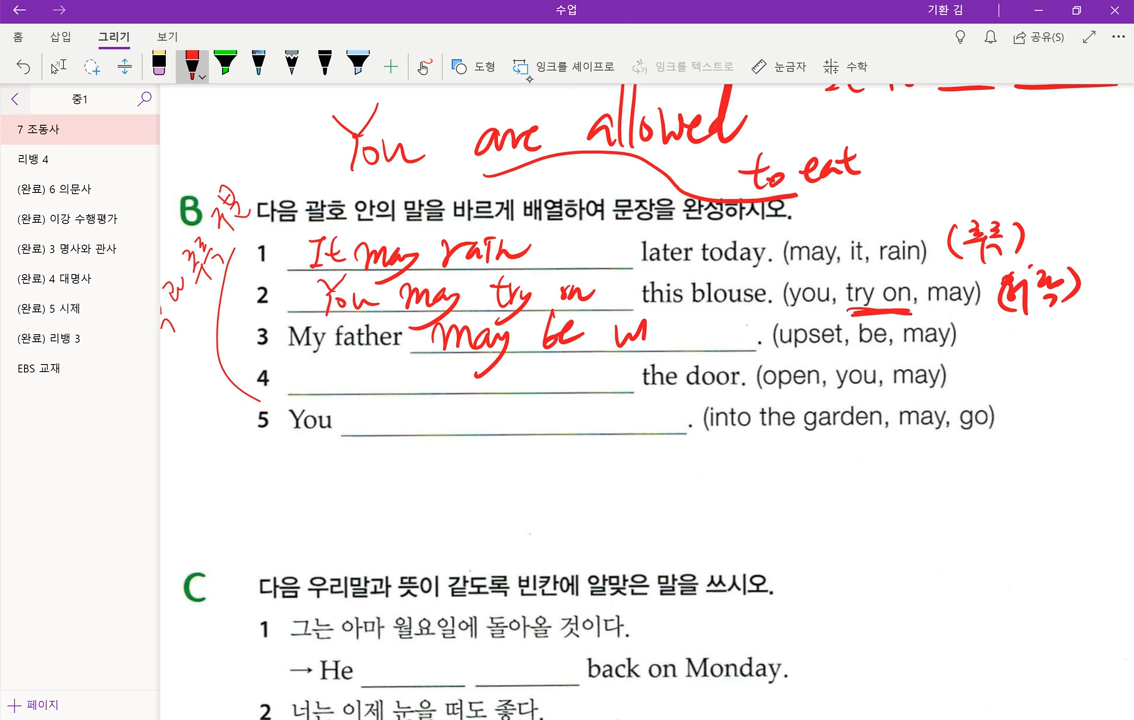 수업
기환 김
홈 삽입 그리기 보기
공유(S)
도형 잉크를 셰이프로 잉크를 텍스트로 눈금자 수학
중1
7 조동사
리뱅 4
(완료) 6 의문사
(완료) 이강 수행평가
(완료) 3 명사와 관사
(완료) 4 대명사
(완료) 5 시제
(완료) 리뱅 3
EBS 교재
페이지
You are allowed
to eat
B 다음 괄호 안의 말을 바르게 배열하여 문장을 완성하시오.
1 It may rain later today. (may, it, rain) (추측)
2 You may try on this blouse. (you, try on, may) (허락)
3 My father may be . (upset, be, may)
4 the door. (open, you, may)
5 You . (into the garden, may, go)
C 다음 우리말과 뜻이 같도록 빈칸에 알맞은 말을 쓰시오.
1 그는 아마 월요일에 돌아올 것이다.
→ He back on Monday.
2 너는 이제 눈을 떠도 좋다.